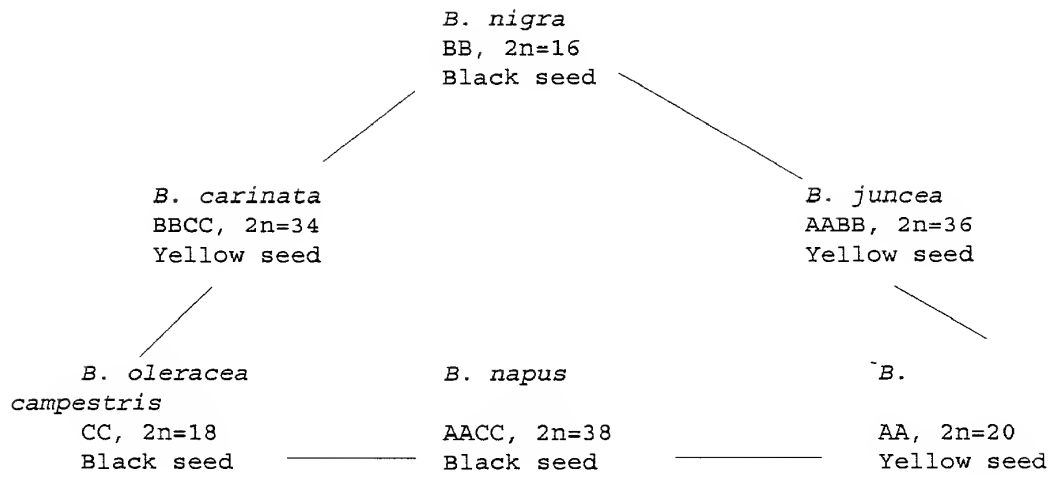 B. nigra
BB, 2n=16
Black seed
B. carinata
BBCC, 2n=34
Yellow seed
B. juncea
AABB, 2n=36
Yellow seed
B. oleracea
campestris
CC, 2n=18
Black seed
B. napus
AACC, 2n=38
Black seed
B.
AA, 2n=20
Yellow seed